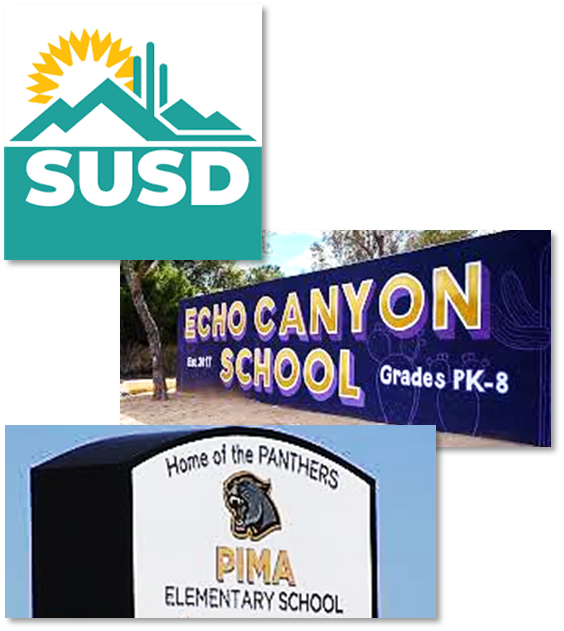 SUSD
ECHO CANYON
Est. 2017
SCHOOL
Grades PK-8
Home of the PANTHERS
PIMA
ELEMENTARY SCHOOL